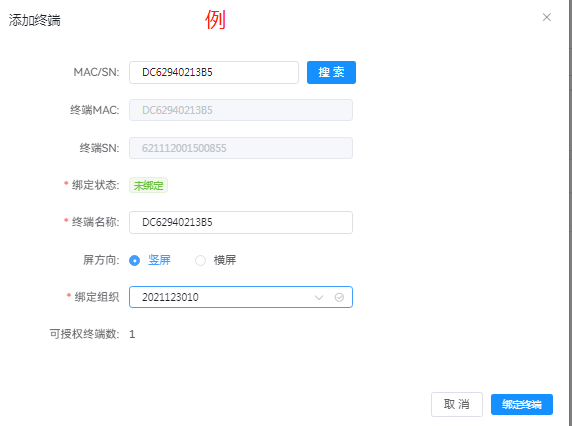 添加终端
例
MAC/SN: DC62940213B5 搜 索
终端MAC: DC62940213B5
终端SN: 621112001500855
* 绑定状态: 未绑定
* 终端名称: DC62940213B5
屏方向: 竖屏 横屏
* 绑定组织 2021123010
可授权终端数: 1
取 消 绑定终端